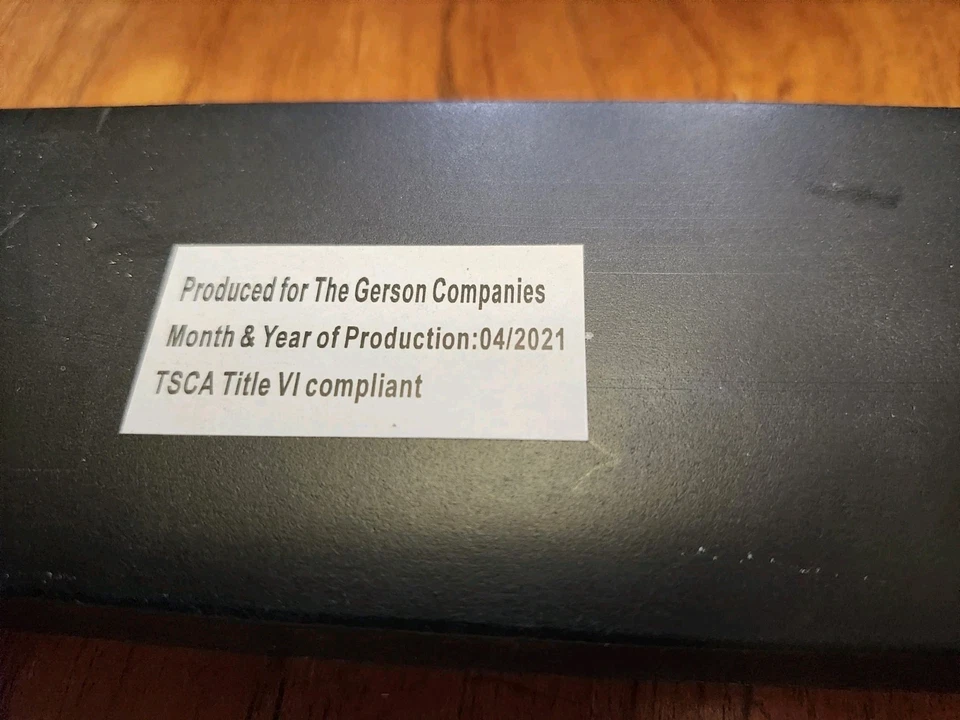 Produced for The Gerson Companies
Month & Year of Production:04/2021
TSCA Title VI compliant